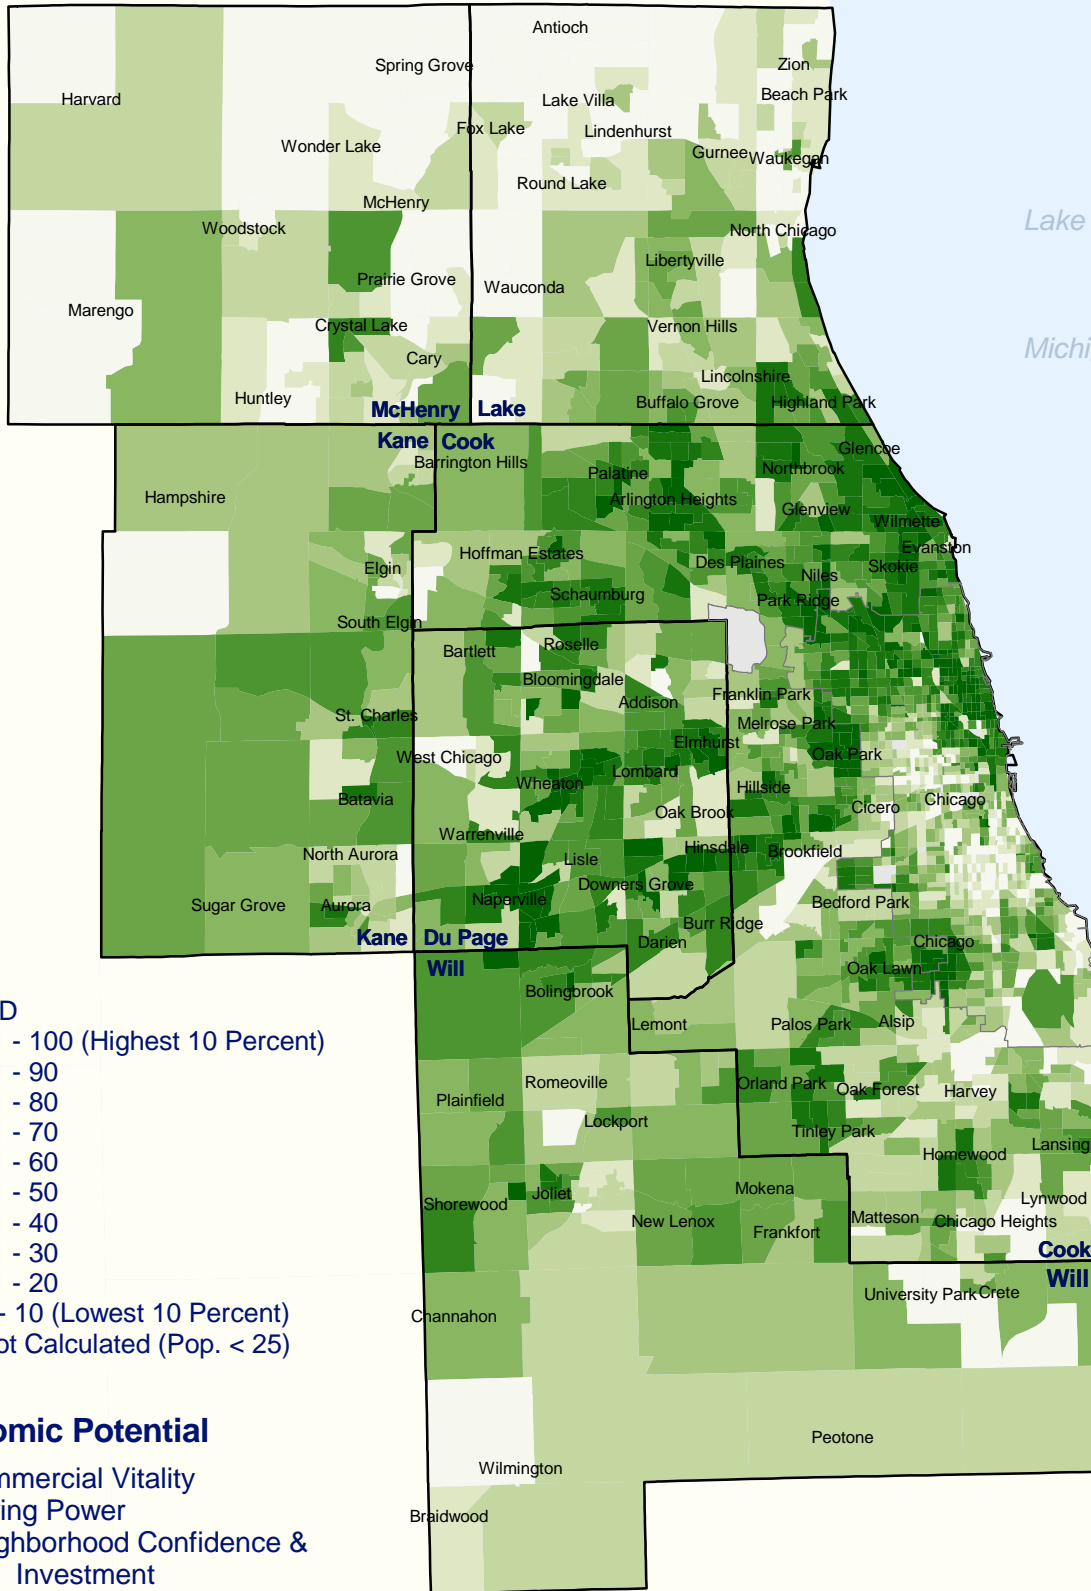 Antioch
Spring Grove
Zion
Harvard
Lake Villa
Beach Park
Fox Lake
Lindenhurst
Wonder Lake
Gurnee
Waukegan
Round Lake
McHenry
Lake
Woodstock
North Chicago
Libertyville
Prairie Grove
Wauconda
Marengo
Crystal Lake
Vernon Hills
Cary
Lincolnshire
Huntley
McHenry
Lake
Buffalo Grove
Highland Park
Kane
Cook
Glencoe
Barrington Hills
Palatine
Northbrook
Hampshire
Arlington Heights
Glenview
Wilmette
Hoffman Estates
Evanston
Elgin
Des Plaines
Skokie
Niles
Schaumburg
Park Ridge
South Elgin
Bartlett
Roselle
Bloomingdale
Franklin Park
Addison
St. Charles
Melrose Park
Elmhurst
West Chicago
Oak Park
Lombard
Wheaton
Hillside
Batavia
Chicago
Cicero
Oak Brook
Warrenville
North Aurora
Hinsdale
Brookfield
Lisle
Downers Grove
Sugar Grove
Aurora
Naperville
Bedford Park
Burr Ridge
Kane
Du Page
Darien
Chicago
Will
Oak Lawn
Bolingbrook
D
Lemont
Palos Park
Alsip
- 100 (Highest 10 Percent)
- 90
Romeoville
Orland Park
Oak Forest
Harvey
- 80
Plainfield
- 70
Lockport
Tinley Park
Lansing
- 60
Homewood
- 50
Shorewood
Joliet
Mokena
Lynwood
- 40
New Lenox
Frankfort
Matteson
Chicago Heights
- 30
Cook
- 20
Will
University Park
Crete
- 10 (Lowest 10 Percent)
Channahon
(Pop. < 25)
Calculated
Potential
Peotone
Vitality
Wilmington
Power
Braidwood
Confidence &
Investment